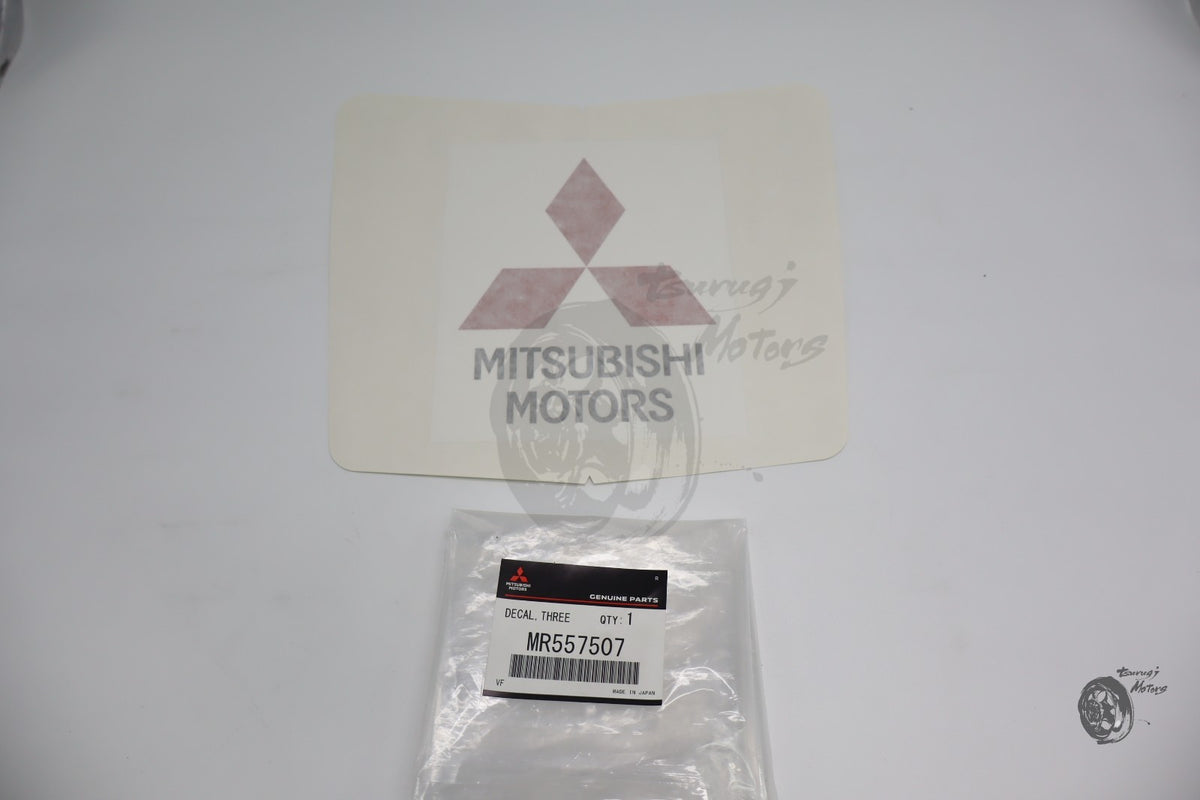 tsurugi
Motors
MITSUBISHI
MOTORS
MITSUBISHI
MOTORS
R
GENUINE PARTS
DECAL, THREE QTY: 1
MR557507
VF MADE IN JAPAN
tsurugi
Motors